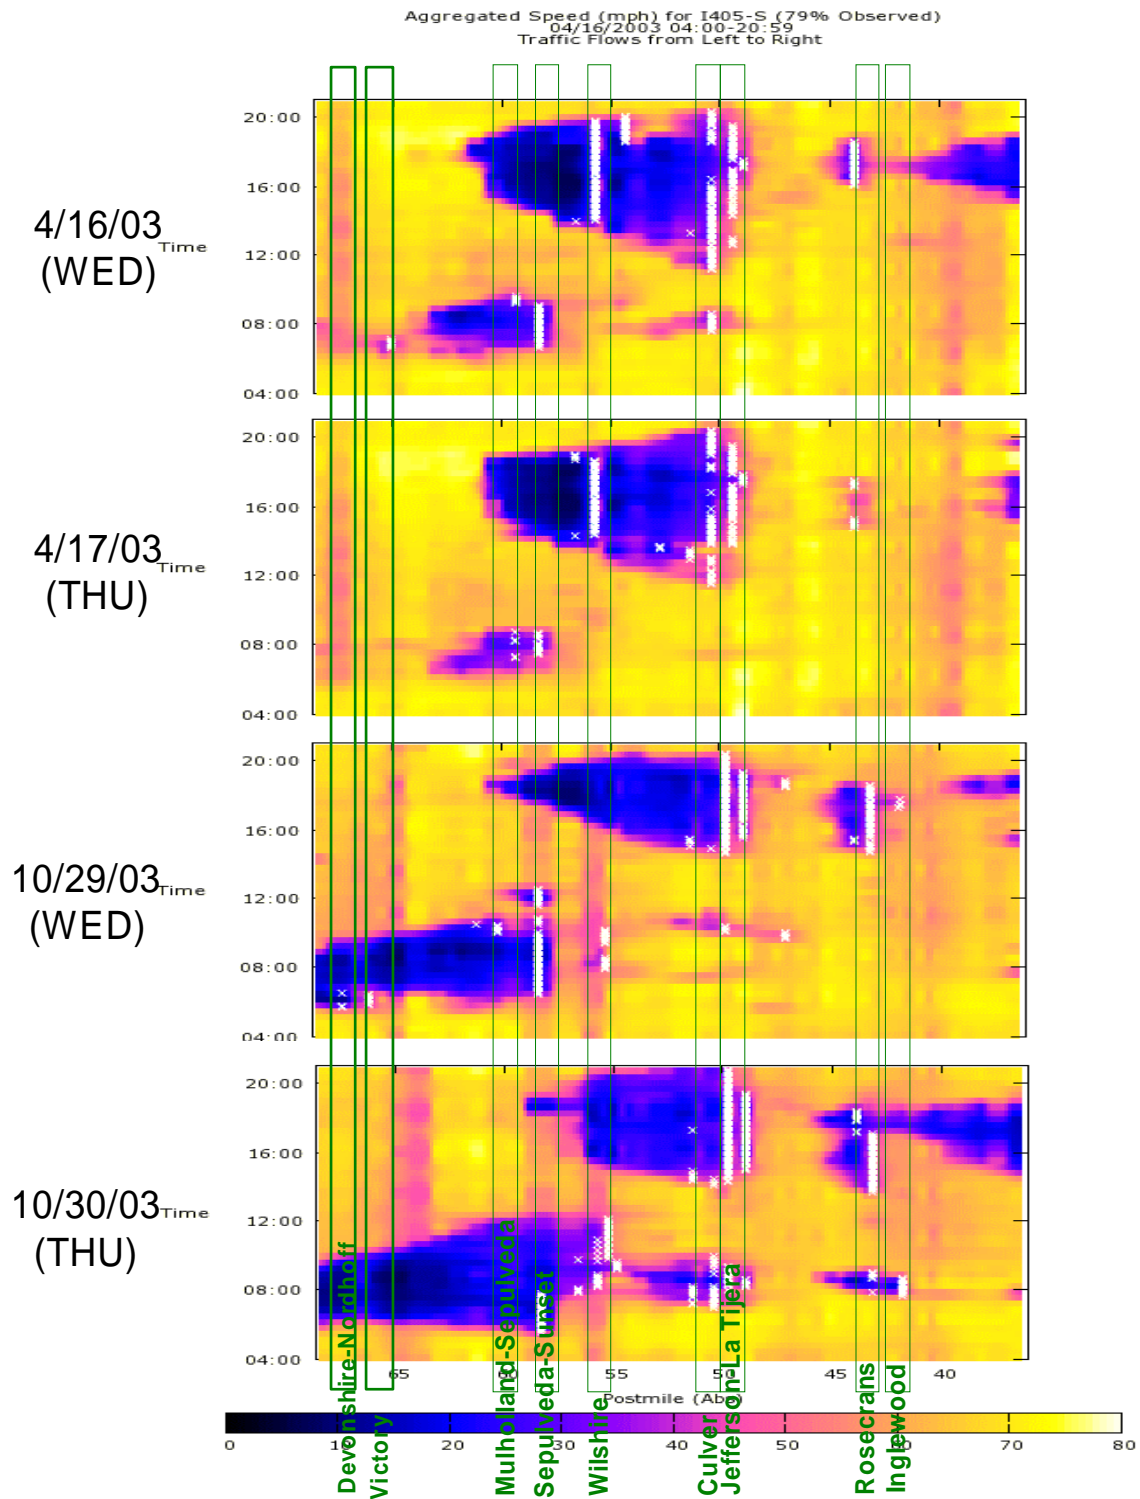 Aggregated Speed (mph) for I405-S (79% Observed)
04/16/2003 04:00-20:59
Traffic Flows from Left to Right
20:00
16:00
12:00
08:00
04:00
4/16/03
(WED)
Time
20:00
16:00
12:00
08:00
04:00
4/17/03
(THU)
Time
20:00
16:00
12:00
08:00
04:00
10/29/03
(WED)
Time
20:00
16:00
12:00
08:00
04:00
10/30/03
(THU)
Time
65 60 55 50 45 40
Postmile (Abs)
Devonshire-Nordhoff
Victory
Mulholland-Sepulveda
Sepulveda-Sunset
Wilshire
Culver
Jefferson-La Tijera
Rosecrans
Inglewood
0 10 20 30 40 50 60 70 80